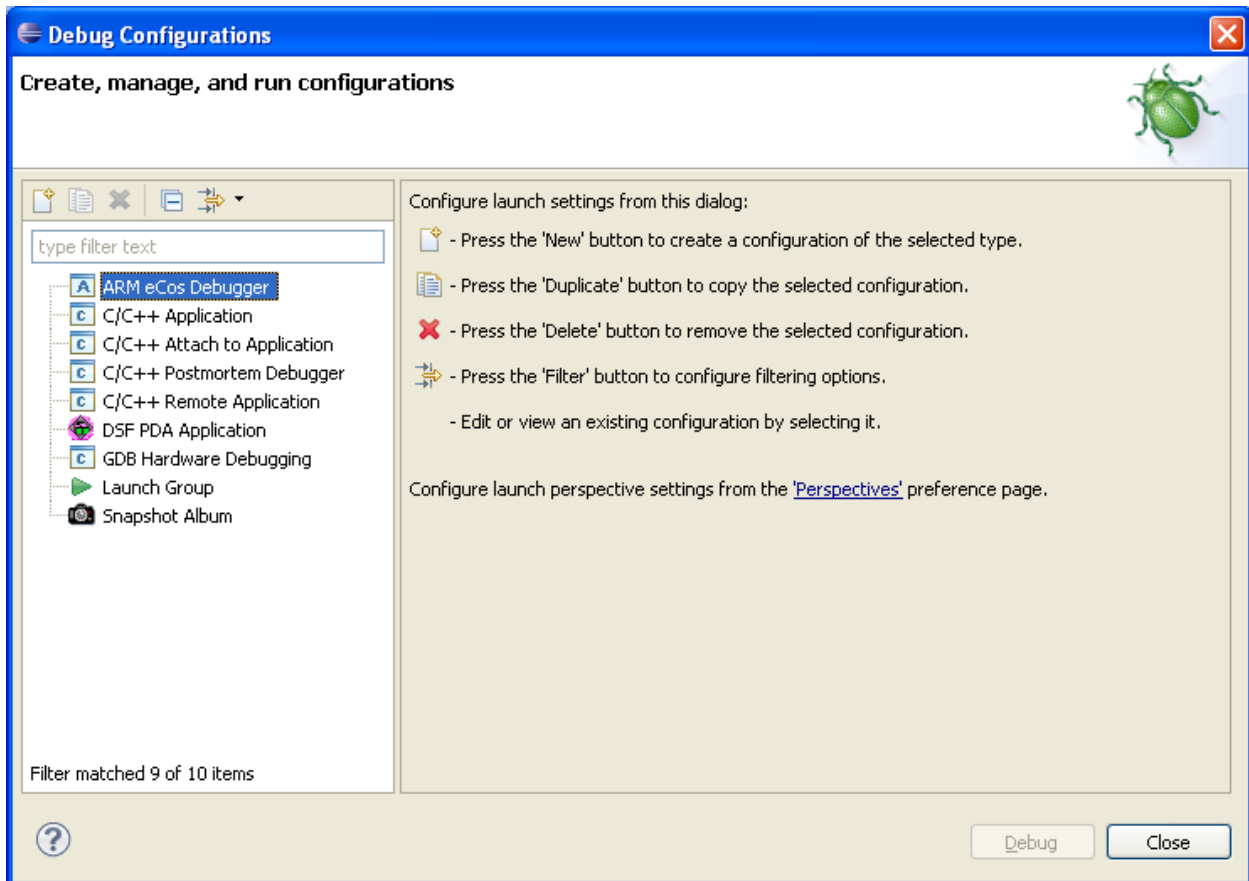 Debug Configurations
Create, manage, and run configurations
type filter text
ARM eCos Debugger
C/C++ Application
C/C++ Attach to Application
C/C++ Postmortem Debugger
C/C++ Remote Application
DSF PDA Application
GDB Hardware Debugging
Launch Group
Snapshot Album
Filter matched 9 of 10 items
Configure launch settings from this dialog:
- Press the 'New' button to create a configuration of the selected type.
- Press the 'Duplicate' button to copy the selected configuration.
- Press the 'Delete' button to remove the selected configuration.
- Press the 'Filter' button to configure filtering options.
- Edit or view an existing configuration by selecting it.
Configure launch perspective settings from the 'Perspectives' preference page.
Debug
Close